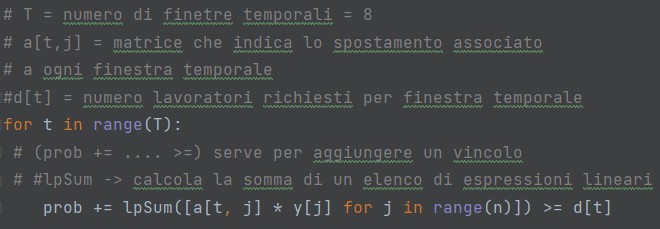 # T = numero di finetre temporali = 8
# a[t,j] = matrice che indica lo spostamento associato
# a ogni finestra temporale
#d[t] = numero lavoratori richiesti per finestra temporale
for t in range(T):
# (prob += .... >=) serve per aggiungere un vincolo
# #lpSum -> calcola la somma di un elenco di espressioni lineari
prob += lpSum([a[t, j] * y[j] for j in range(n)]) >= d[t]